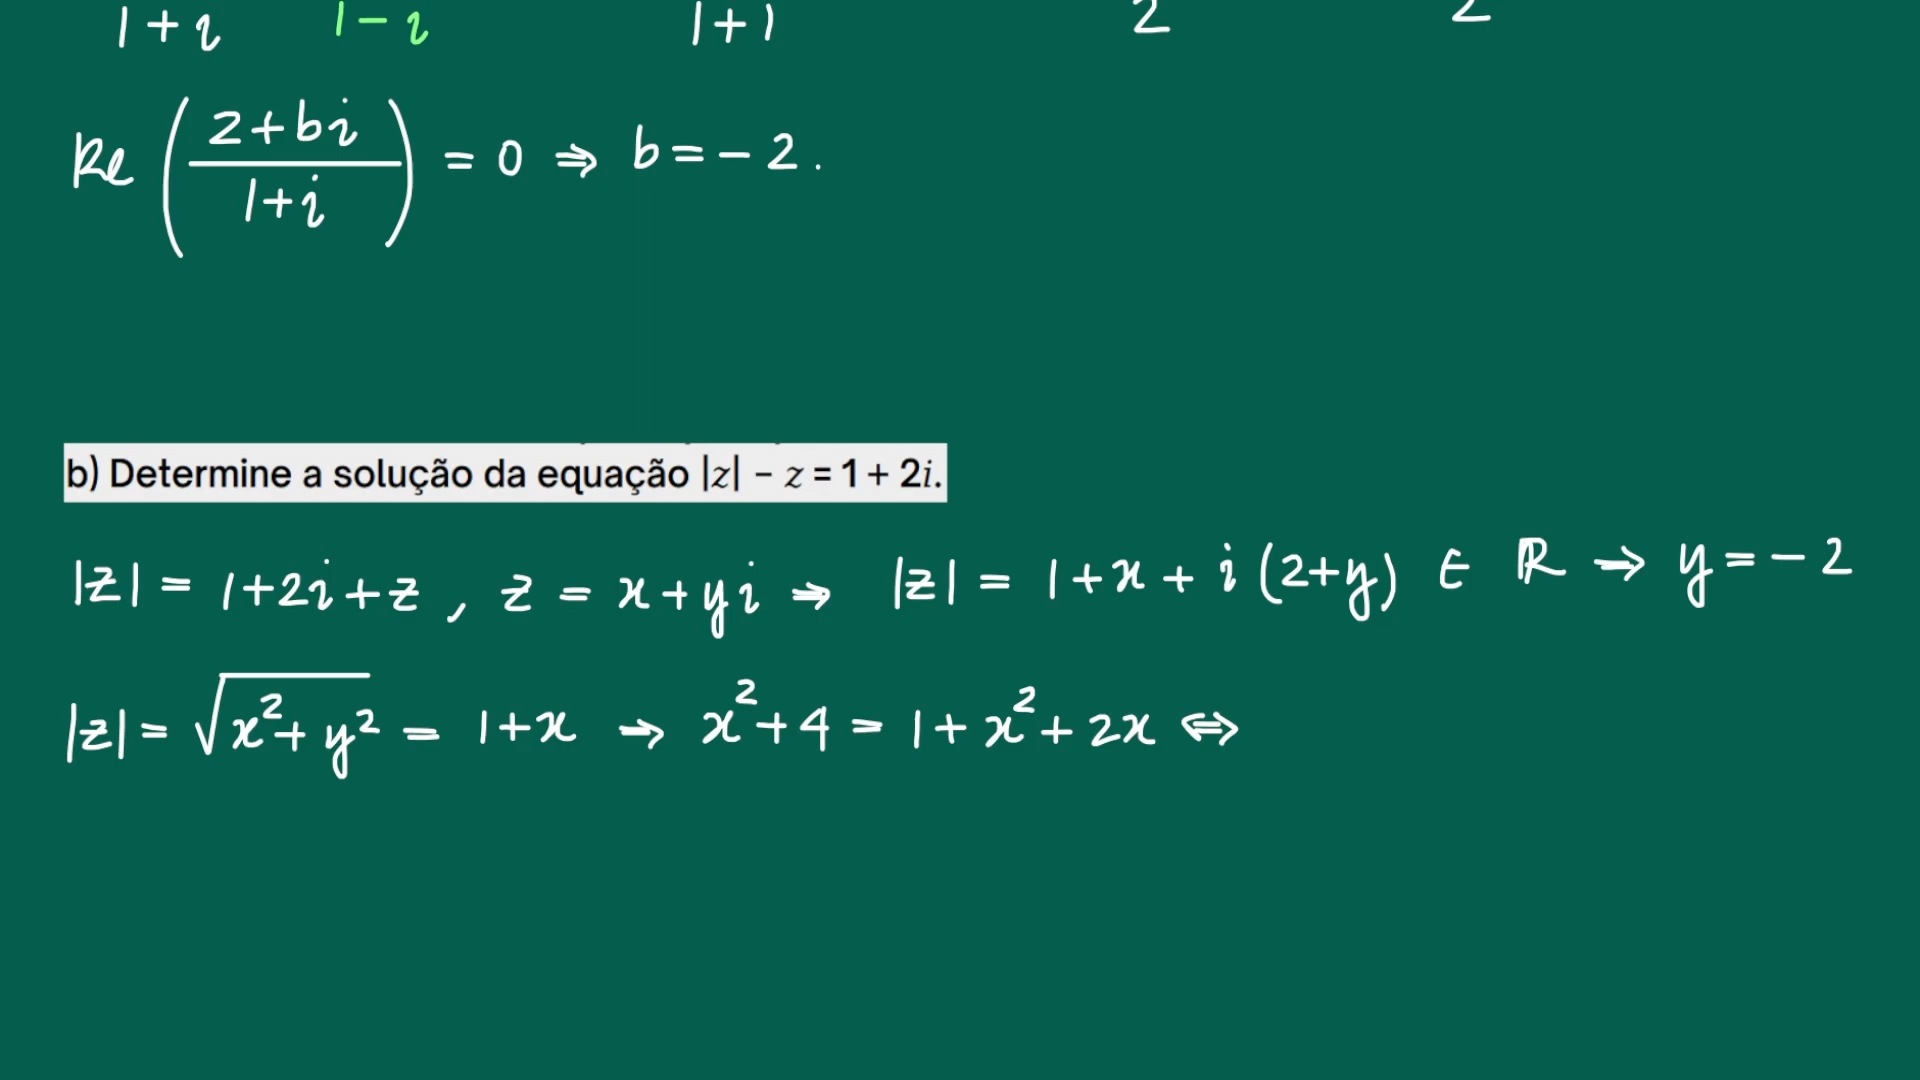 1+i 1-i 1+1 2 2
Re (2+bi / 1+i) = 0 ⇒ b = -2.
b) Determine a solução da equação |z| - z = 1 + 2i.
|z| = 1+2i+z, z = x+yi ⇒ |z| = 1+x+i(2+y) ∈ ℝ → y = -2
|z| = √(x²+y²) = 1+x → x²+4 = 1+x²+2x ⇔